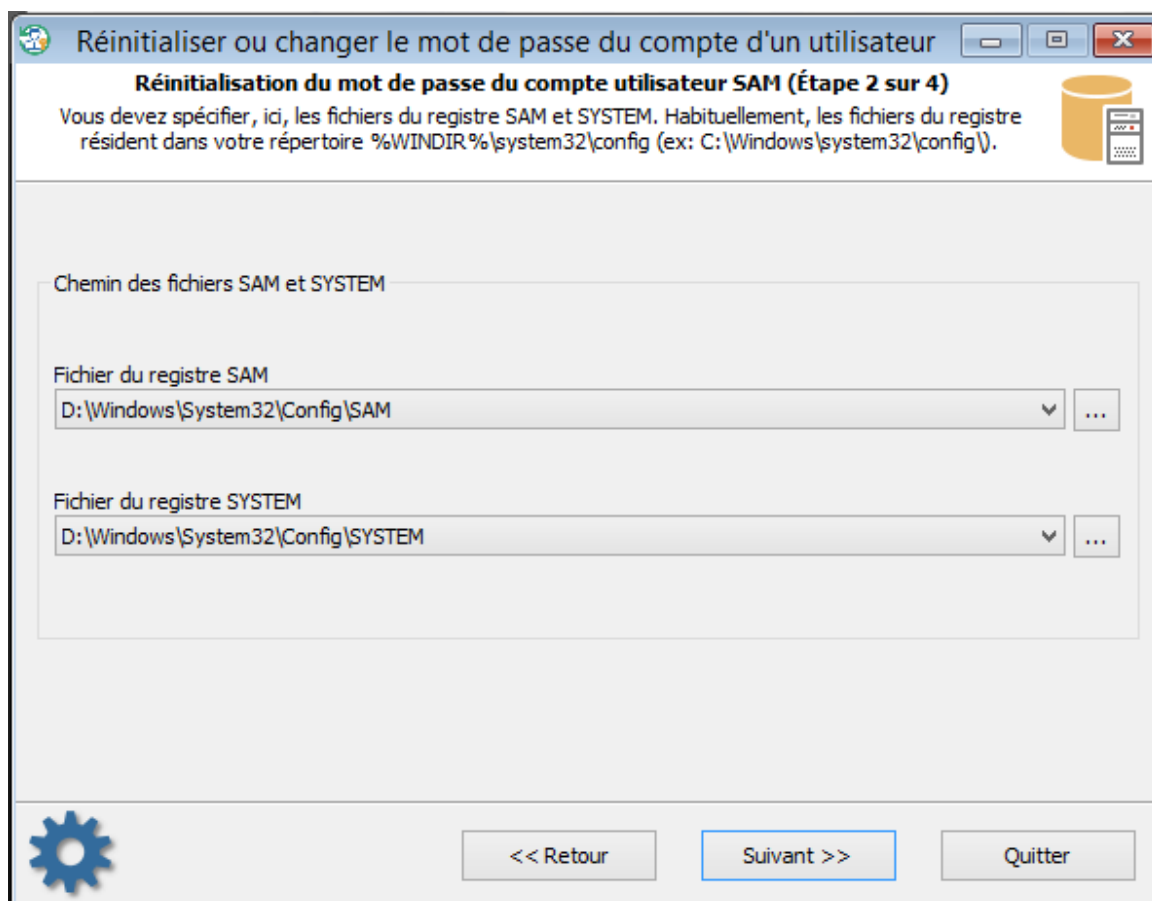 Réinitialiser ou changer le mot de passe du compte d'un utilisateur
Réinitialisation du mot de passe du compte utilisateur SAM (Étape 2 sur 4)
Vous devez spécifier, ici, les fichiers du registre SAM et SYSTEM. Habituellement, les fichiers du registre
résident dans votre répertoire %WINDIR%\system32\config (ex: C:\Windows\system32\config\).
Chemin des fichiers SAM et SYSTEM
Fichier du registre SAM
D:\Windows\System32\Config\SAM
...
Fichier du registre SYSTEM
D:\Windows\System32\Config\SYSTEM
...
<< Retour
Suivant >>
Quitter